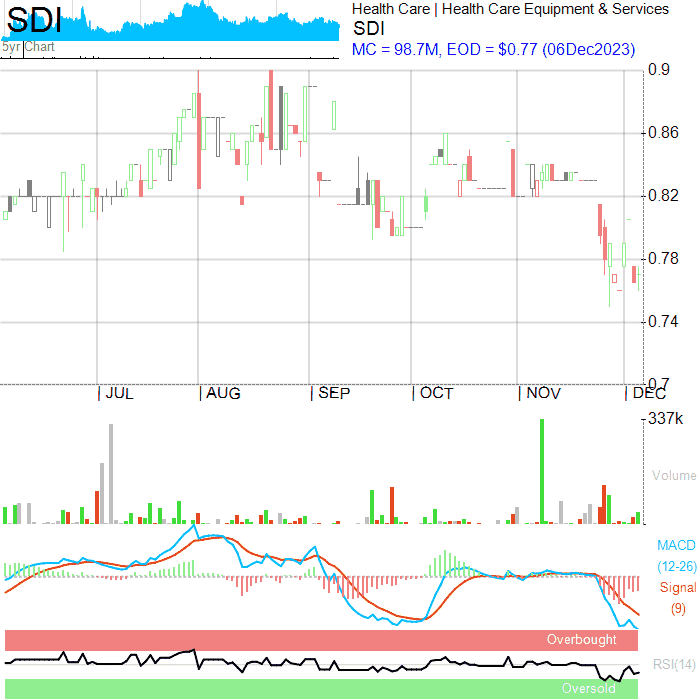 SDI
5yr Chart
Health Care | Health Care Equipment & Services
SDI
MC = 98.7M, EOD = $0.77 (06Dec2023)
0.9
0.86
0.82
0.78
0.74
0.7
JUL
AUG
SEP
OCT
NOV
DEC
337k
Volume
MACD
(12-26)
Signal
(9)
Overbought
RSI(14)
Oversold